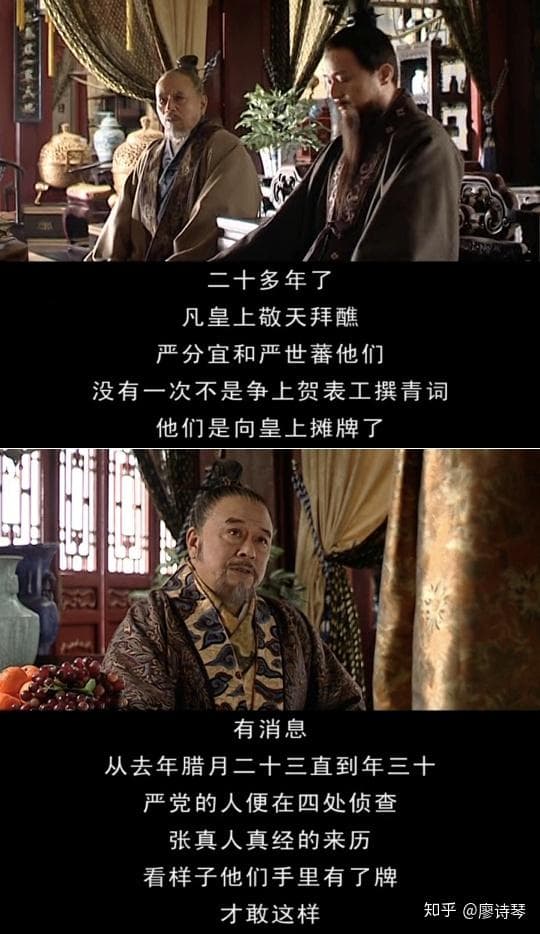 二十多年了
凡皇上敬天拜醮
严分宜和严世蕃他们
没有一次不是争上贺表工撰青词
他们是向皇上摊牌了
有消息
从去年腊月二十三直到年三十
严党的人便在四处侦查
张真人真经的来历
看样子他们手里有了牌
才敢这样
知乎 @廖诗琴